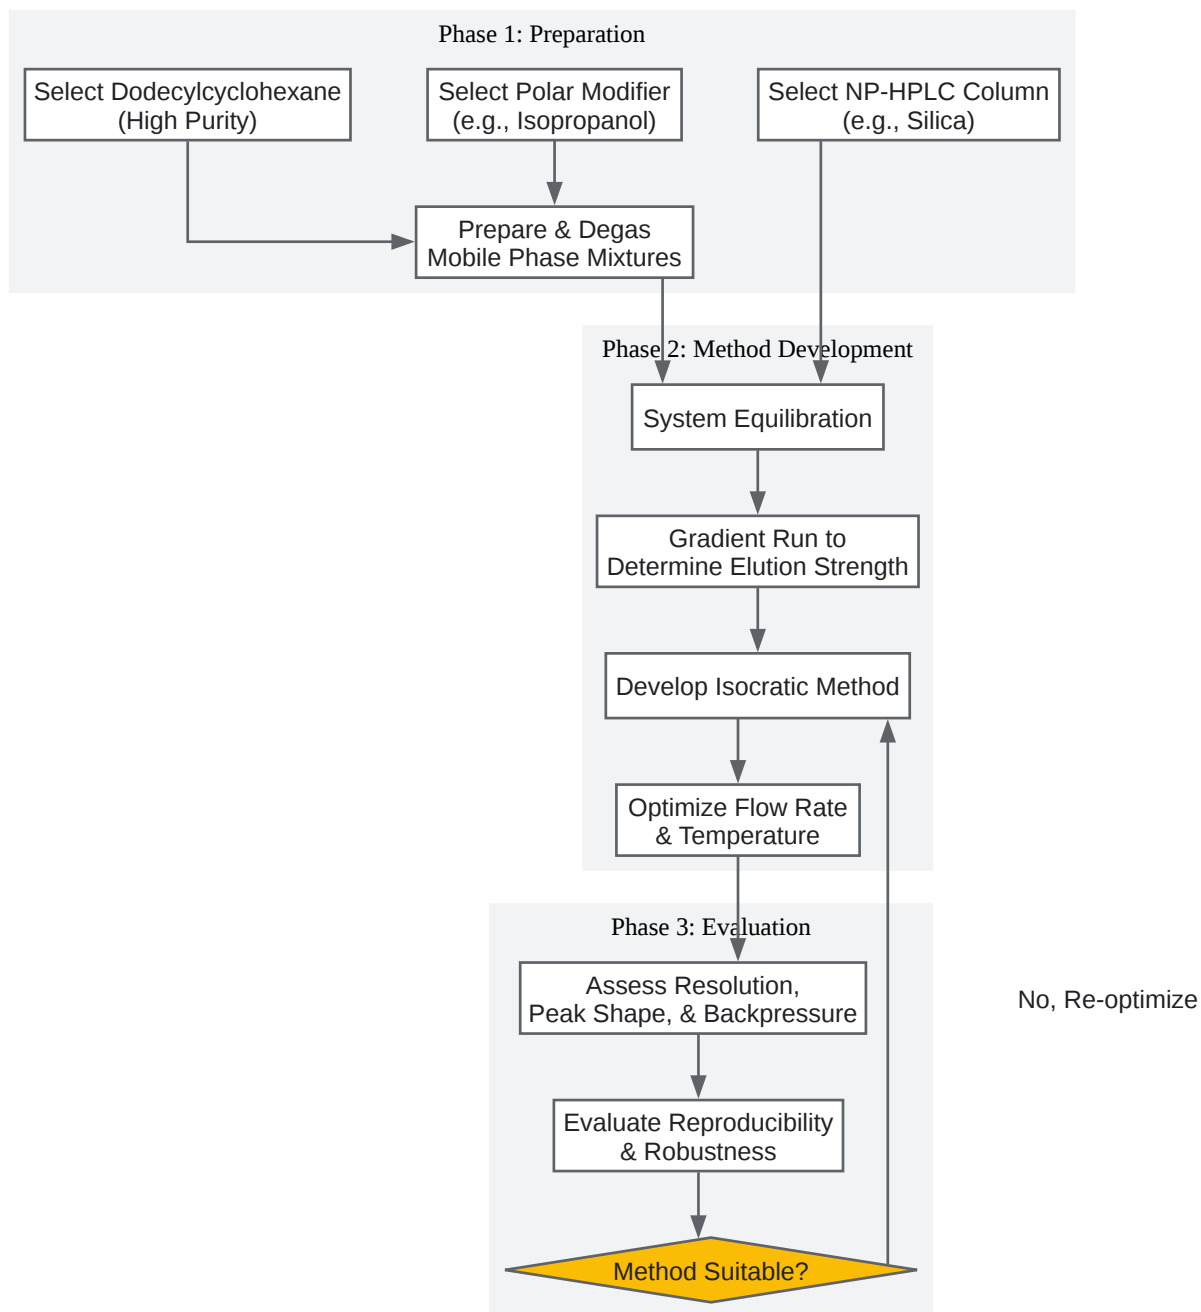 Phase 1: Preparation
Select Dodecylcyclohexane
(High Purity)
Select Polar Modifier
(e.g., Isopropanol)
Select NP-HPLC Column
(e.g., Silica)
Prepare & Degas
Mobile Phase Mixtures
Phase 2: Method Development
System Equilibration
Gradient Run to
Determine Elution Strength
Develop Isocratic Method
Optimize Flow Rate
& Temperature
Phase 3: Evaluation
Assess Resolution,
Peak Shape, & Backpressure
No, Re-optimize
Evaluate Reproducibility
& Robustness
Method Suitable?